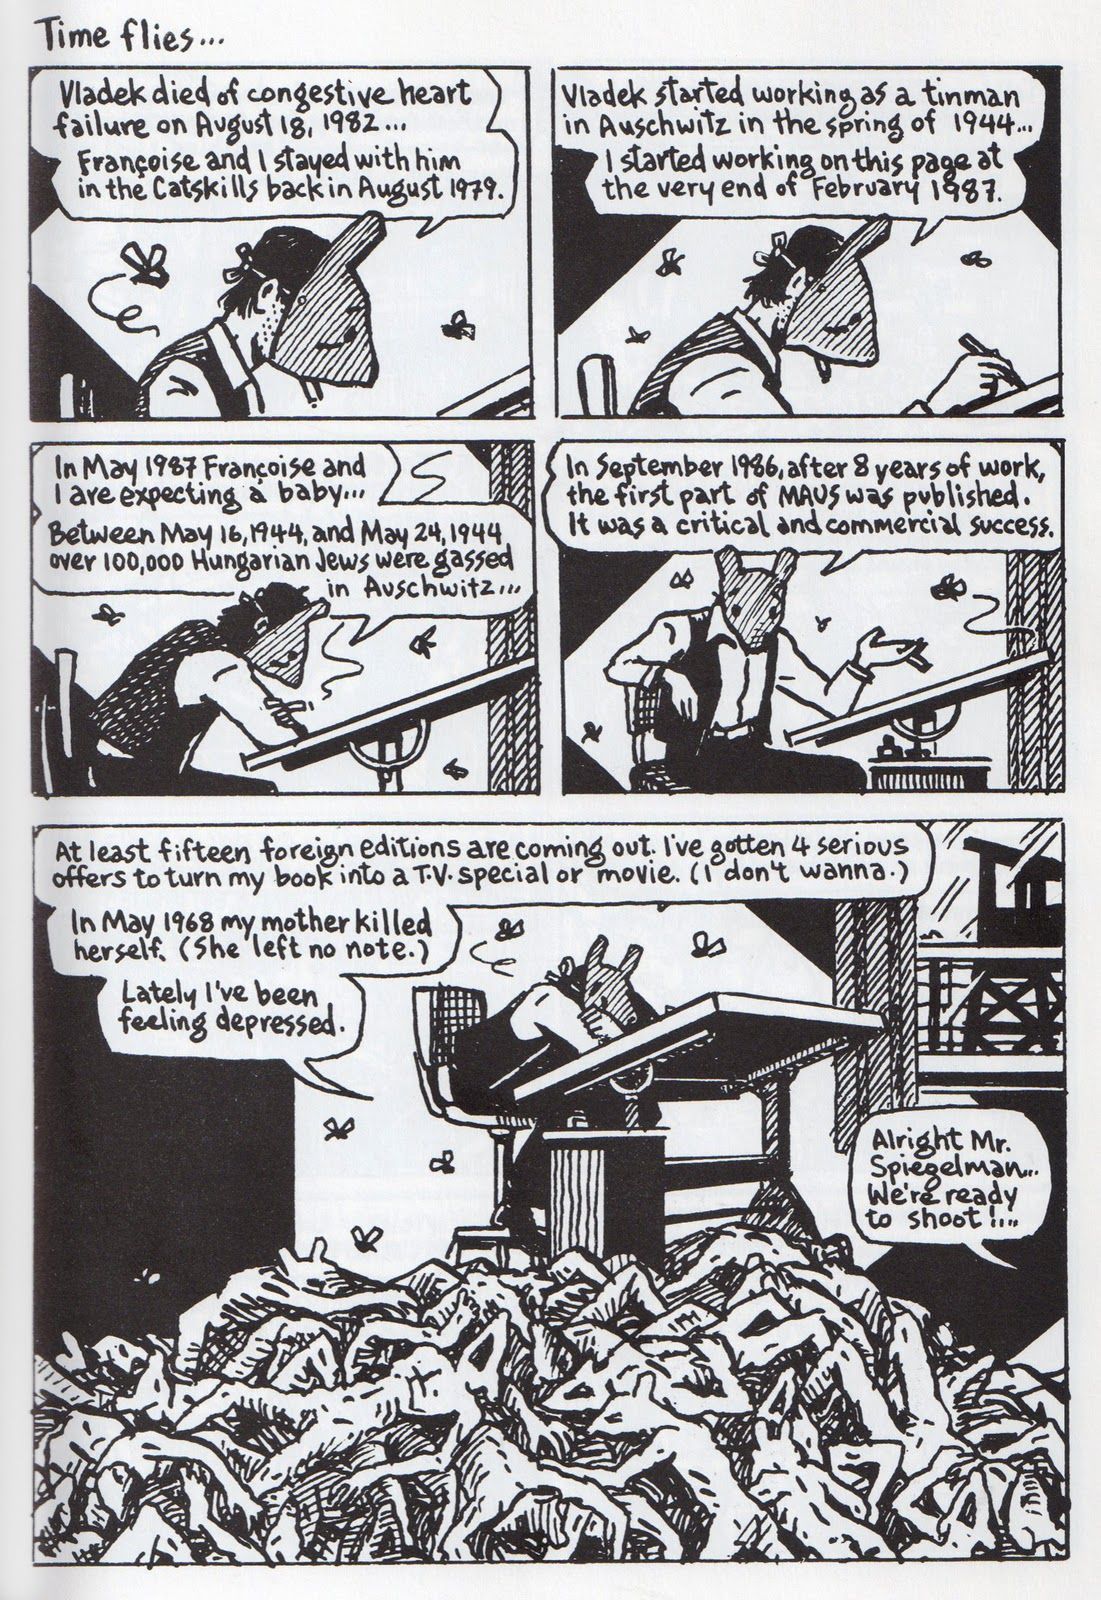 Time flies...
Vladek died of congestive heart
failure on August 18, 1982...
Françoise and I stayed with him
in the Catskills back in August 1979.
Vladek started working as a tinman
in Auschwitz in the spring of 1944...
I started working on this page at
the very end of February 1987.
In May 1987 Françoise and
I are expecting a baby...
Between May 16, 1944, and May 24, 1944
over 100,000 Hungarian Jews were gassed
in Auschwitz...
In September 1986, after 8 years of work,
the first part of MAUS was published.
It was a critical and commercial success.
At least fifteen foreign editions are coming out. I've gotten 4 serious
offers to turn my book into a T.V. special or movie. (I don't wanna.)
In May 1968 my mother killed
herself. (She left no note.)
Lately I've been
feeling depressed.
Alright Mr.
Spiegelman...
We're ready
to shoot!...